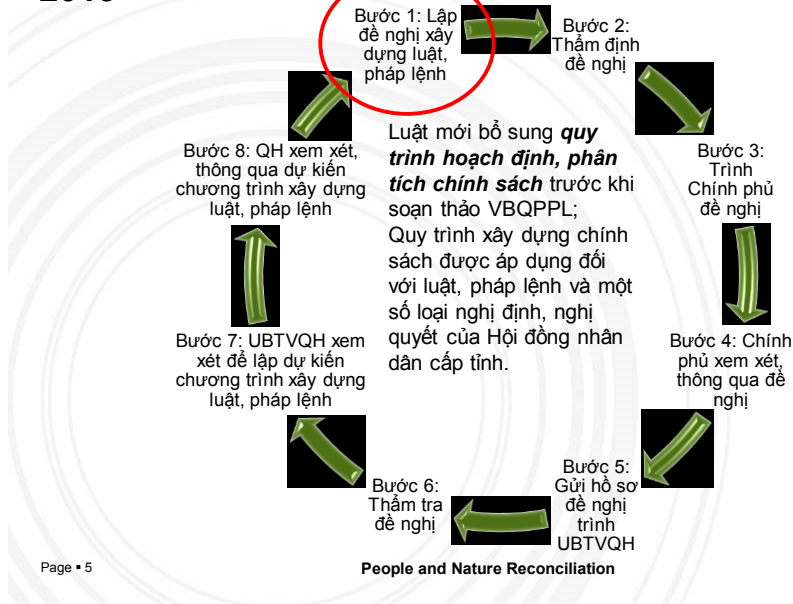 Bước 1: Lập
đề nghị xây
dựng luật,
pháp lệnh
Bước 2:
Thẩm định
đề nghị
Bước 3:
Trình
Chính phủ
đề nghị
Bước 4: Chính
phủ xem xét,
thông qua đề
nghị
Bước 5:
Gửi hồ sơ
đề nghị
trình
UBTVQH
Bước 6:
Thẩm tra
đề nghị
Bước 7: UBTVQH xem
xét để lập dự kiến
chương trình xây dựng
luật, pháp lệnh
Bước 8: QH xem xét,
thông qua dự kiến
chương trình xây dựng
luật, pháp lệnh
Luật mới bổ sung quy
trình hoạch định, phân
tích chính sách trước khi
soạn thảo VBQPPL;
Quy trình xây dựng chính
sách được áp dụng đối
với luật, pháp lệnh và một
số loại nghị định, nghị
quyết của Hội đồng nhân
dân cấp tỉnh.
Page ▪ 5
People and Nature Reconciliation